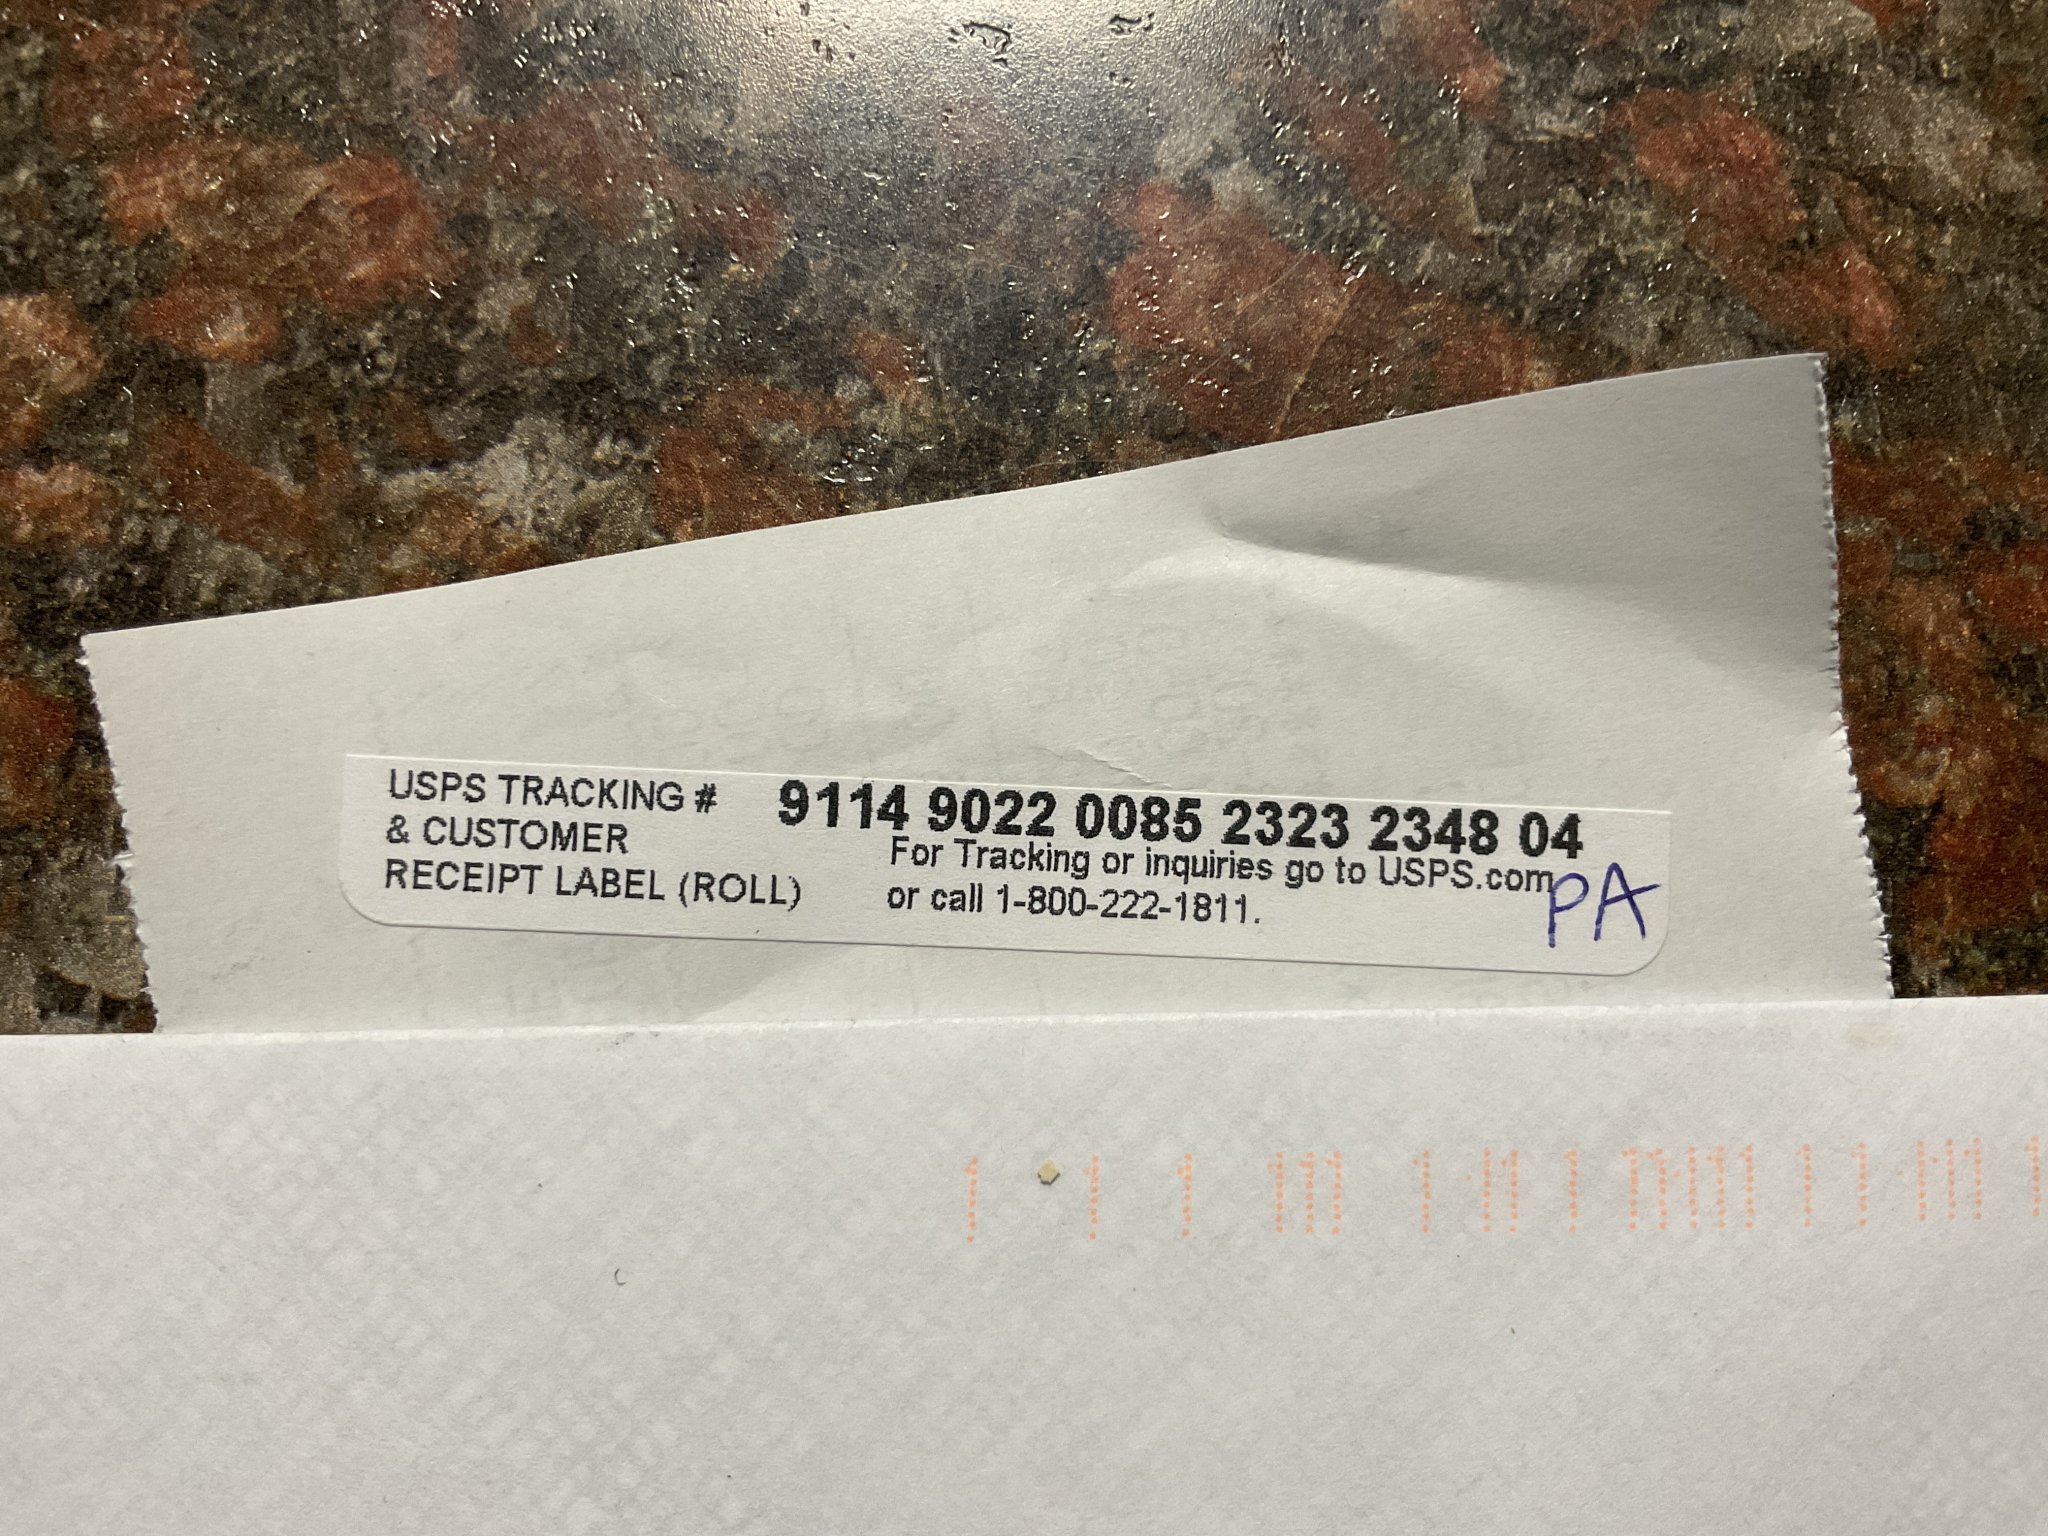 USPS TRACKING # 9114 9022 0085 2323 2348 04
& CUSTOMER For Tracking or inquiries go to USPS.com
RECEIPT LABEL (ROLL) or call 1-800-222-1811.
PA